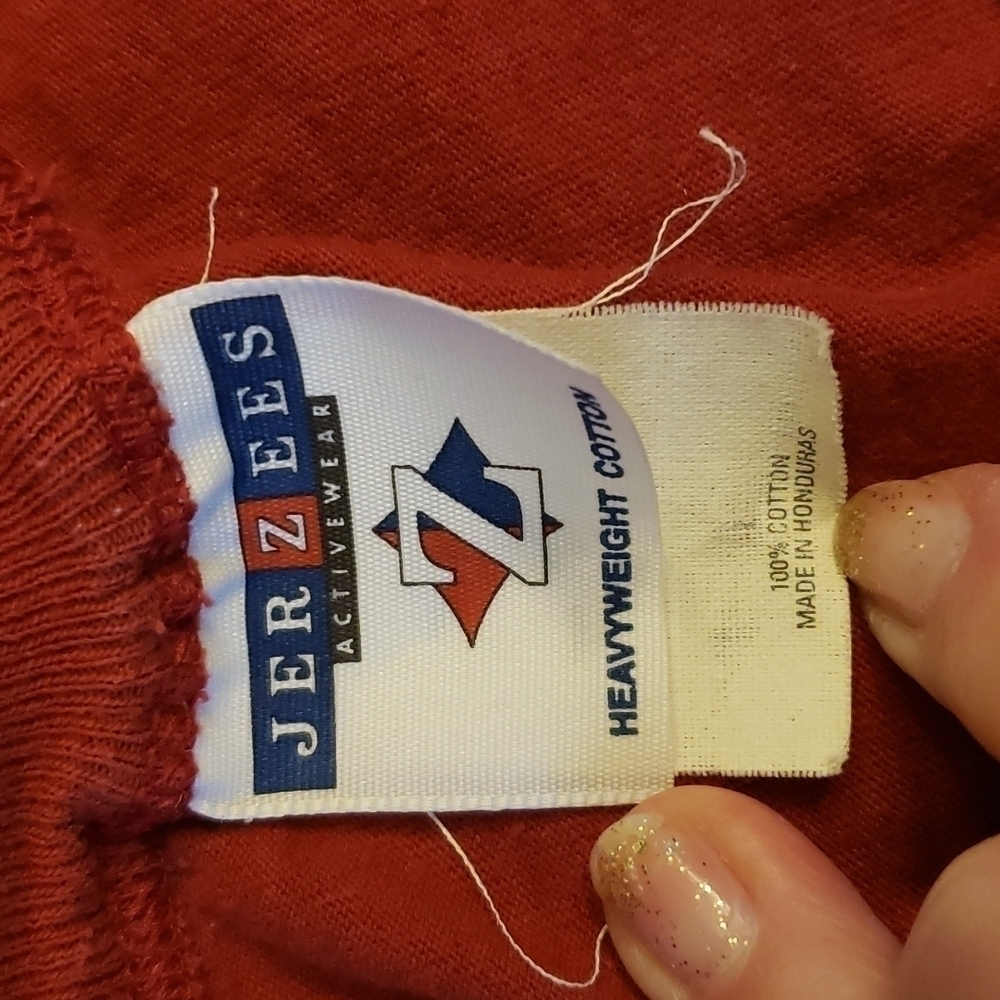 JERZEES
ACTIVEWEAR
Z
HEAVYWEIGHT COTTON
100% COTTON
MADE IN HONDURAS